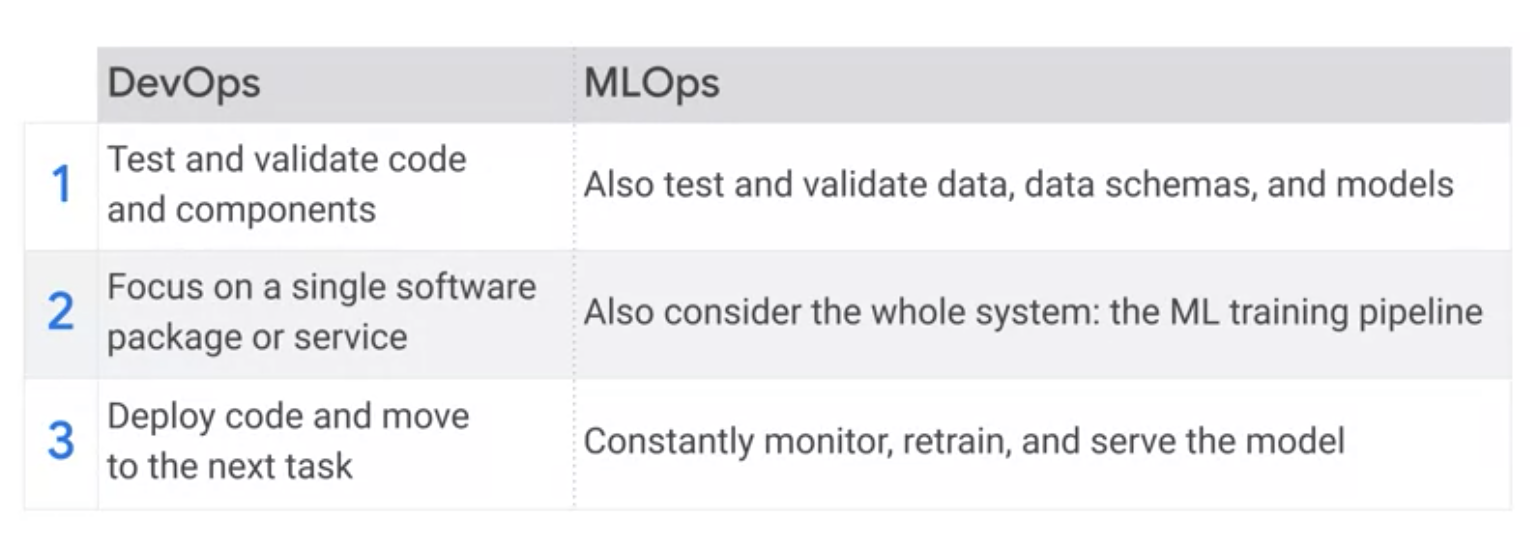 DevOps MLOps
1 Test and validate code
and components
Also test and validate data, data schemas, and models
2 Focus on a single software
package or service
Also consider the whole system: the ML training pipeline
3 Deploy code and move
to the next task
Constantly monitor, retrain, and serve the model